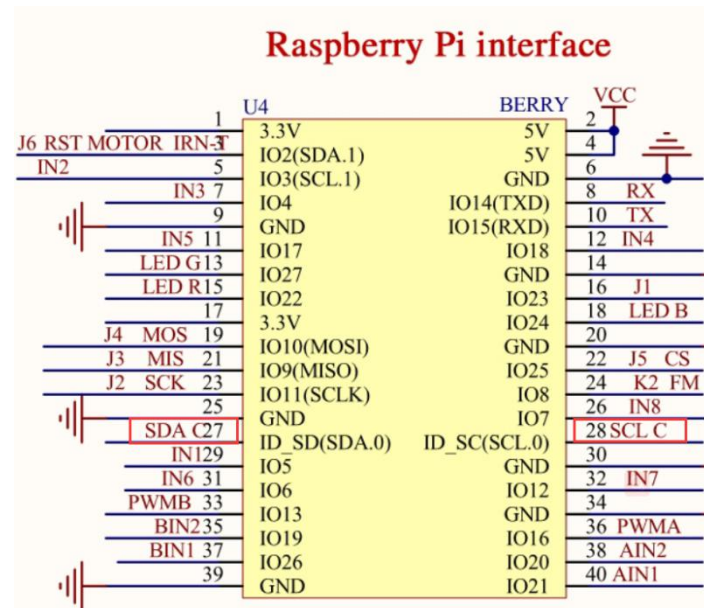 Raspberry Pi interface
U4 BERRY VCC
1 3.3V 5V 2
J6 RST MOTOR IRN-T 3 IO2(SDA.1) 5V 4
IN2 5 IO3(SCL.1) GND 6
IN3 7 IO4 IO14(TXD) 8 RX
9 GND IO15(RXD) 10 TX
IN5 11 IO17 IO18 12 IN4
LED G13 IO27 GND 14
LED R15 IO22 IO23 16 J1
17 3.3V IO24 18 LED B
J4 MOS 19 IO10(MOSI) GND 20
J3 MIS 21 IO9(MISO) IO25 22 J5 CS
J2 SCK 23 IO11(SCLK) IO8 24 K2 FM
25 GND IO7 26 IN8
SDA C27 ID_SD(SDA.0) ID_SC(SCL.0) 28 SCL C
IN129 IO5 GND 30
IN6 31 IO6 IO12 32 IN7
PWMB 33 IO13 GND 34
BIN235 IO19 IO16 36 PWMA
BIN1 37 IO26 IO20 38 AIN2
39 GND IO21 40 AIN1